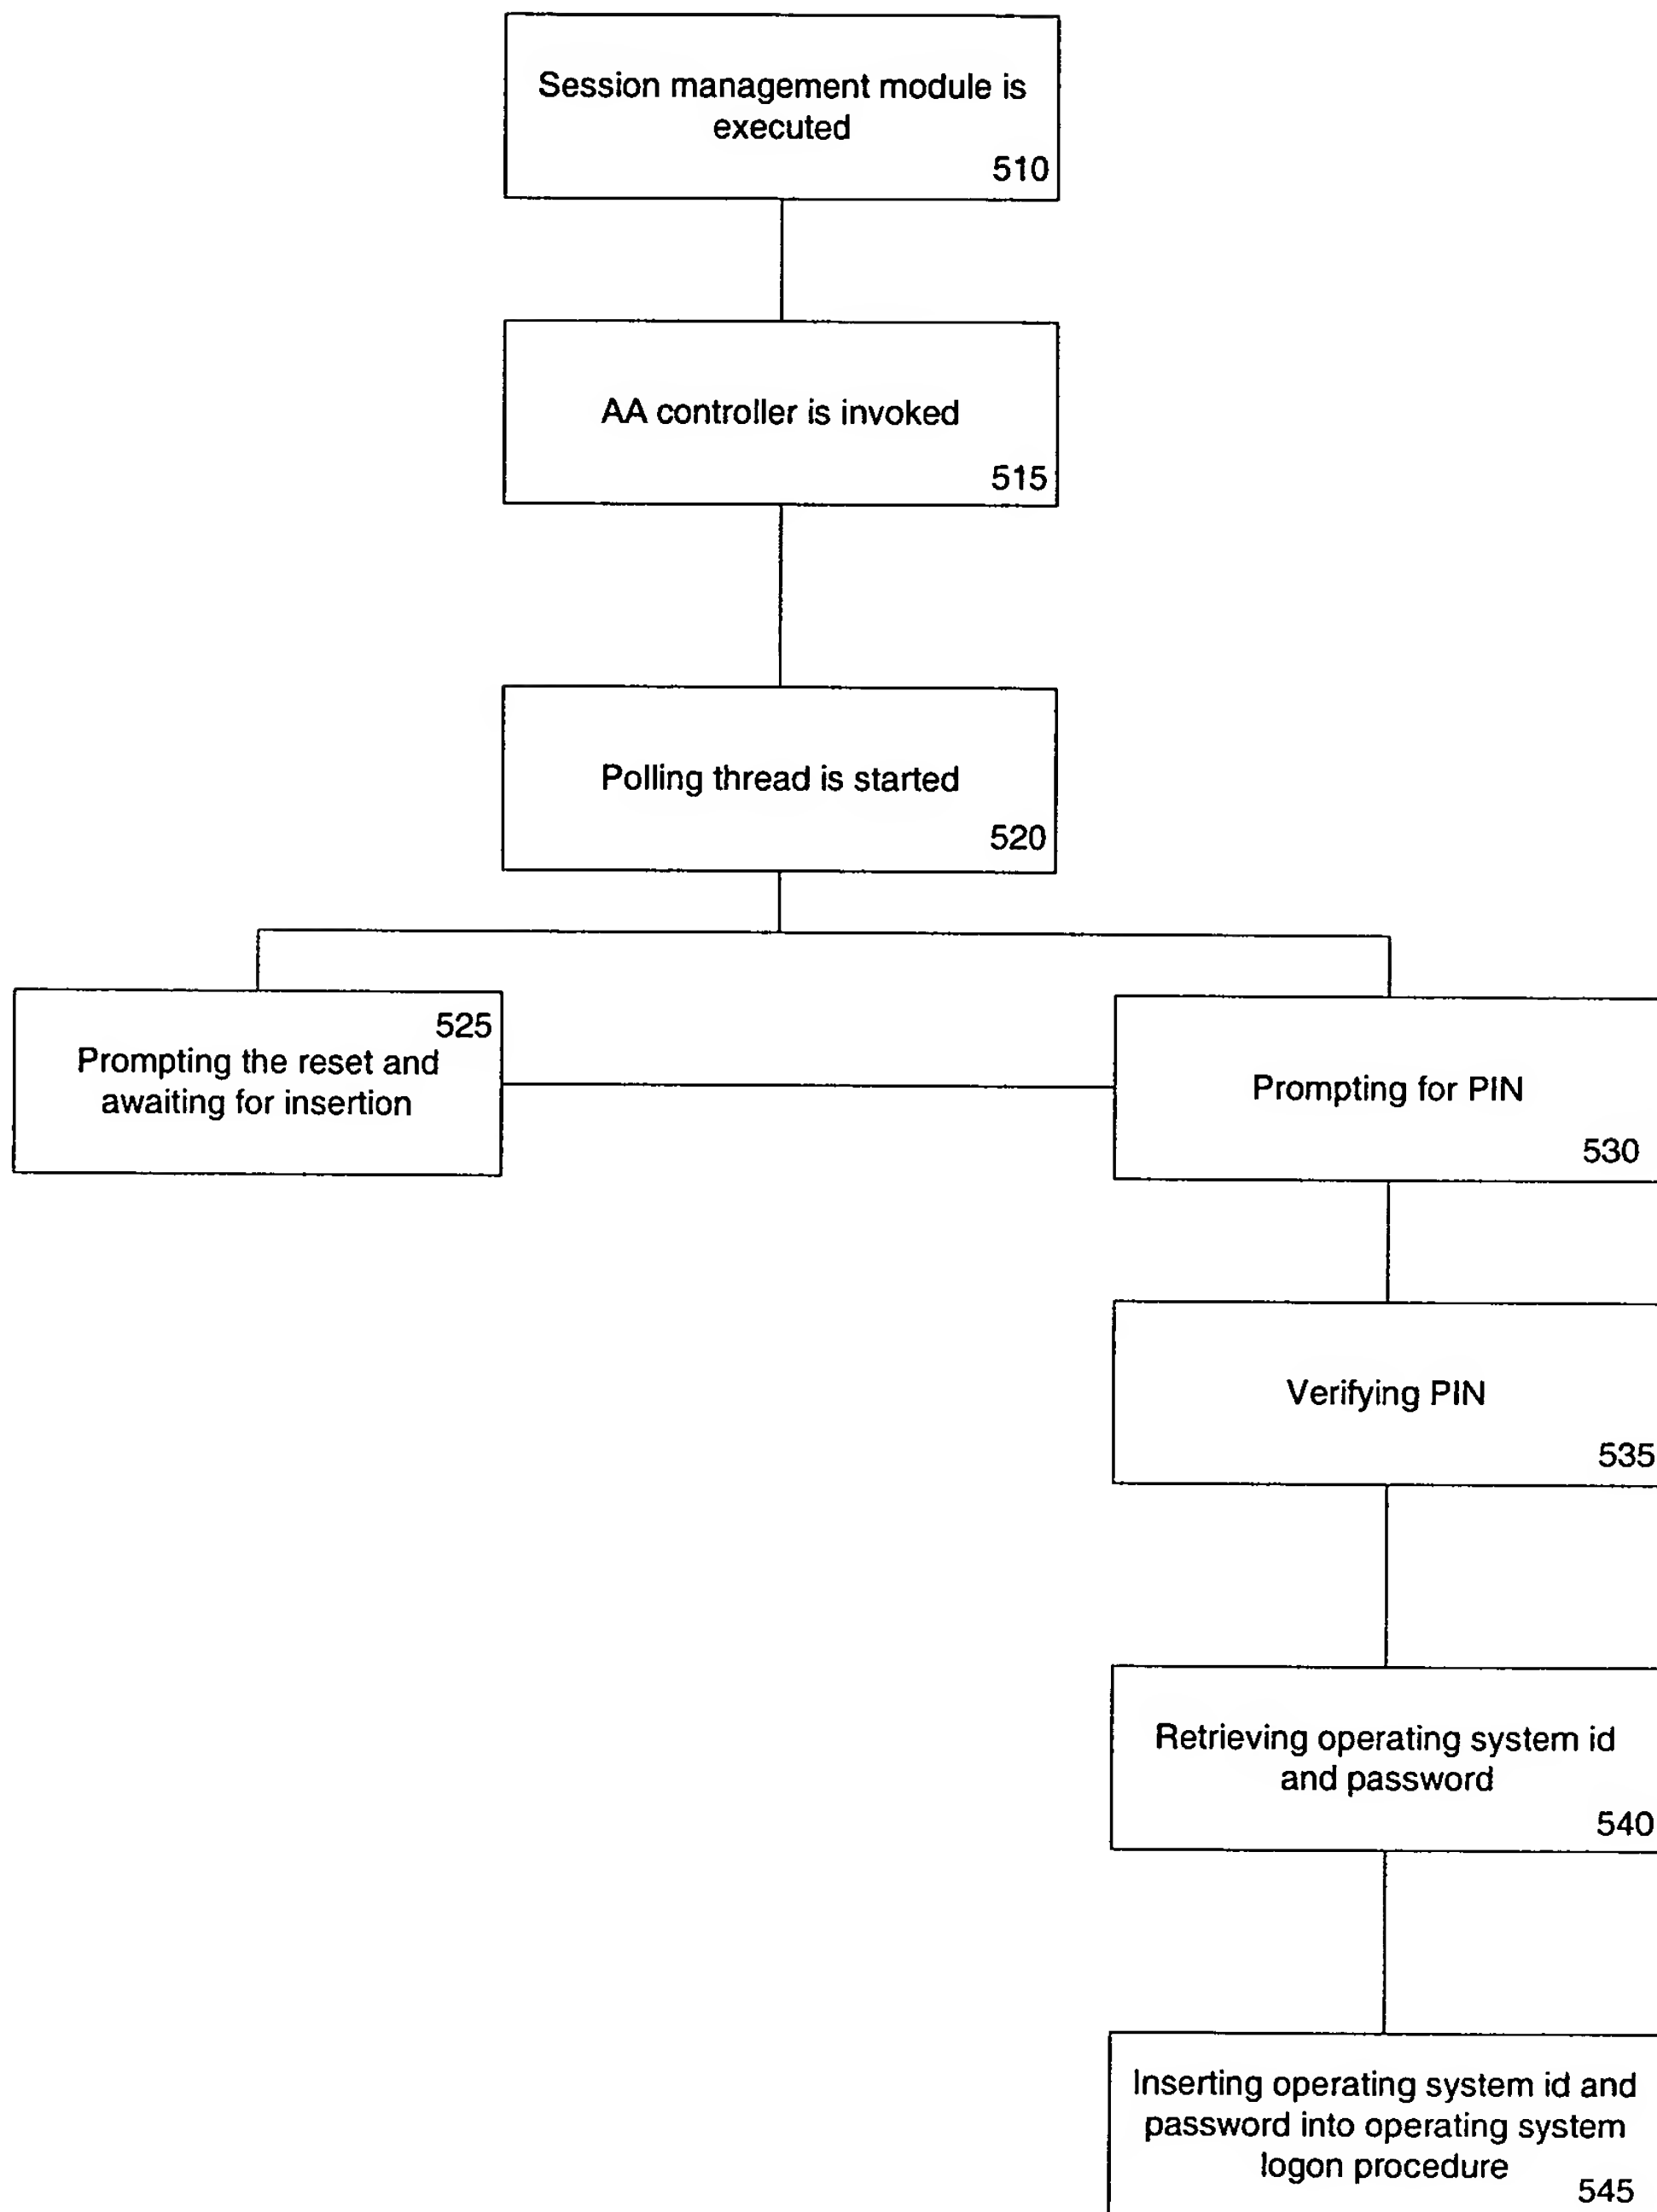 Session management module is
executed
510
AA controller is invoked
515
Polling thread is started
520
525
Prompting the reset and
awaiting for insertion
Prompting for PIN
530
Verifying PIN
535
Retrieving operating system id
and password
540
Inserting operating system id and
password into operating system
logon procedure
545